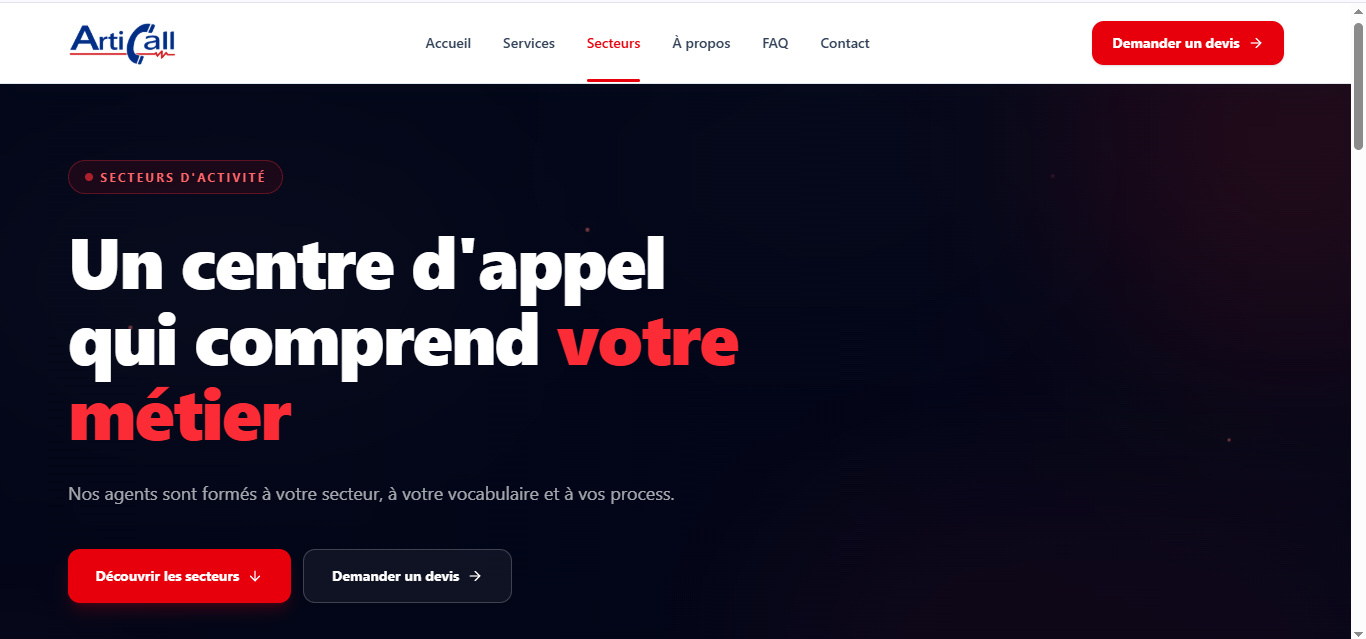 ArtiCall
Accueil
Services
Secteurs
À propos
FAQ
Contact
Demander un devis →
SECTEURS D'ACTIVITÉ
Un centre d'appel
qui comprend votre
métier
Nos agents sont formés à votre secteur, à votre vocabulaire et à vos process.
Découvrir les secteurs ↓
Demander un devis →